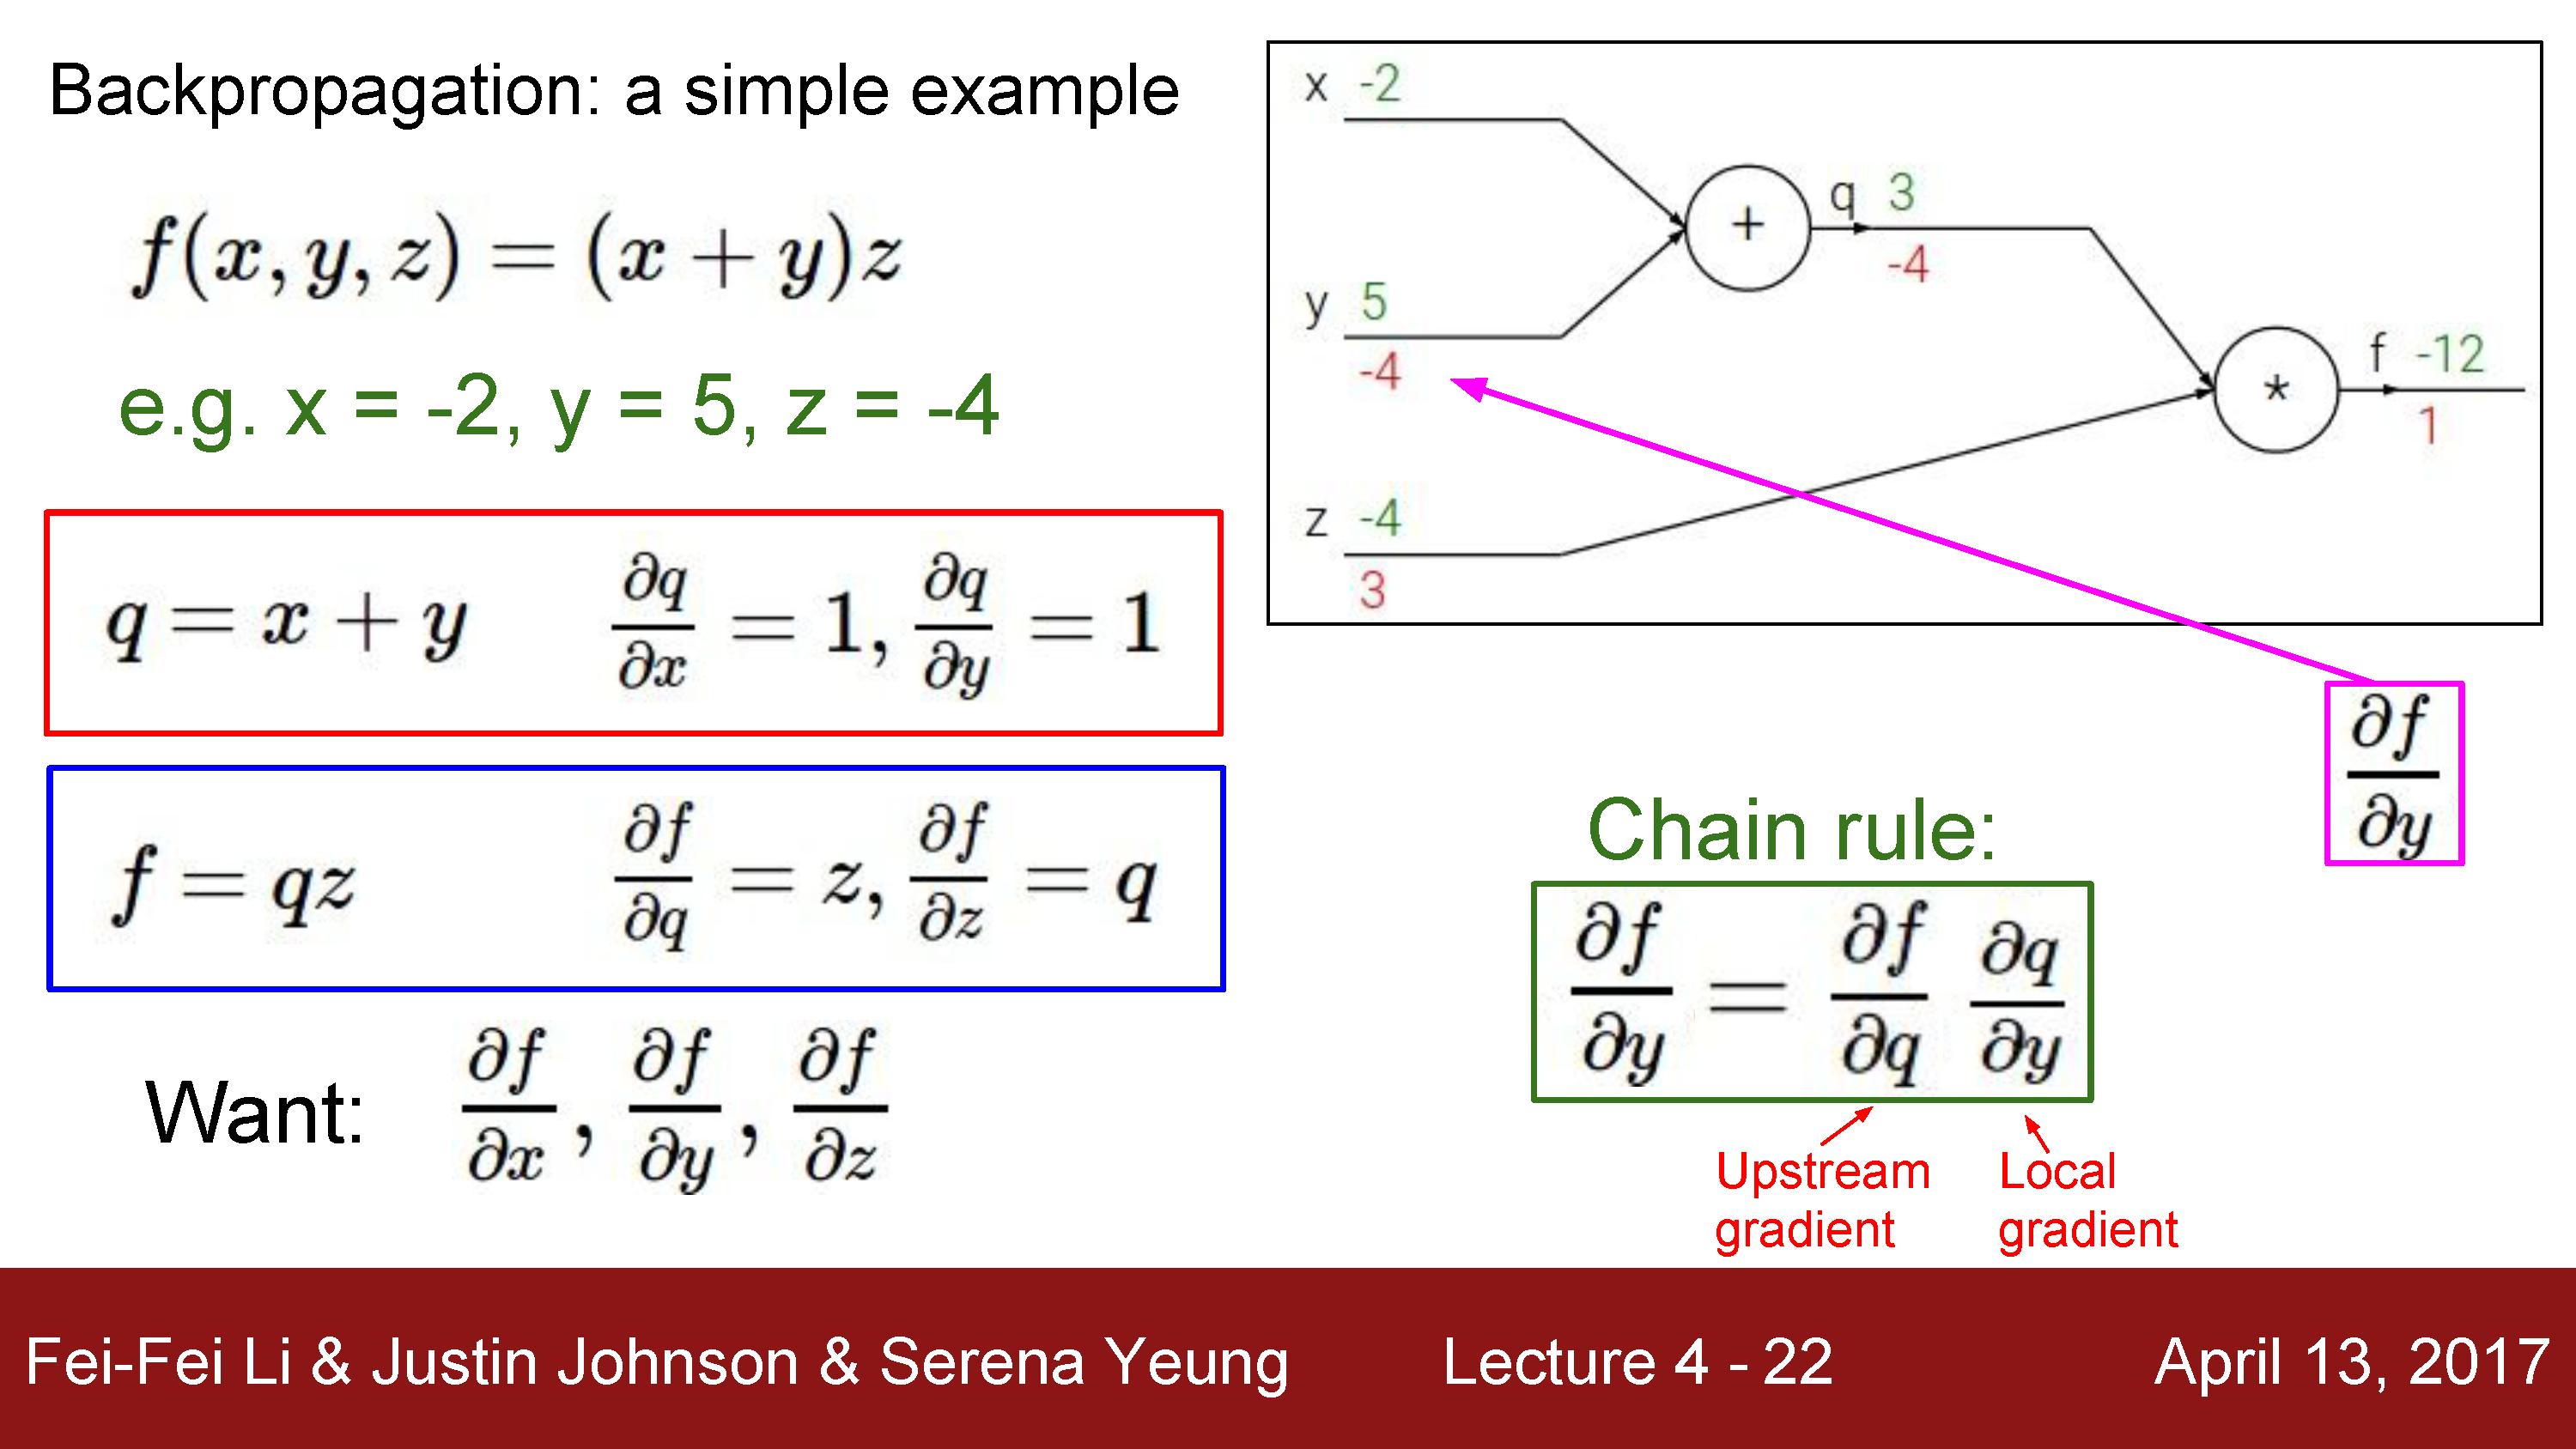 Backpropagation: a simple example
f(x, y, z) = (x + y)z
e.g. x = -2, y = 5, z = -4
q = x + y ∂q/∂x = 1, ∂q/∂y = 1
f = qz ∂f/∂q = z, ∂f/∂z = q
Want: ∂f/∂x, ∂f/∂y, ∂f/∂z
x -2
+
q 3
-4
y 5
-4
f -12
*
1
z -4
3
∂f/∂y
Chain rule:
∂f/∂y = ∂f/∂q ∂q/∂y
Upstream
gradient
Local
gradient
Fei-Fei Li & Justin Johnson & Serena Yeung Lecture 4 - 22 April 13, 2017